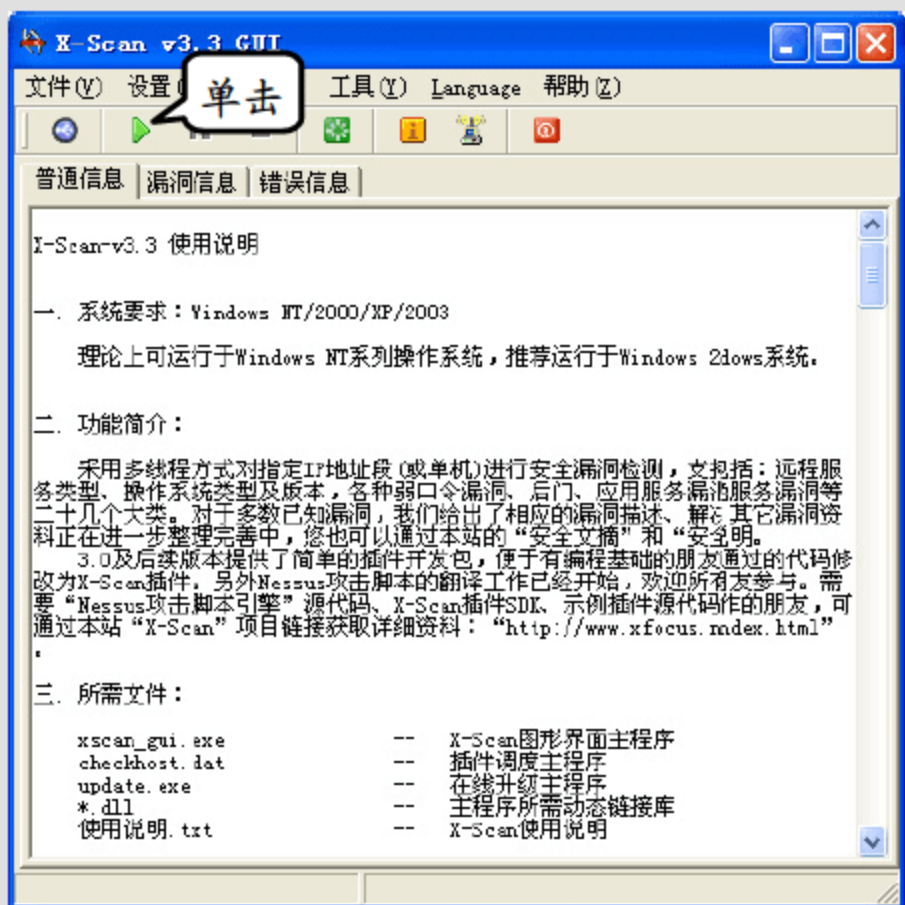 X-Scan v3.3 GUI
文件(V) 设置 工具(Y) Language 帮助(Z)
单击
普通信息 漏洞信息 错误信息
X-Scan-v3.3 使用说明
一. 系统要求：Windows NT/2000/XP/2003
理论上可运行于Windows NT系列操作系统，推荐运行于Windows 2dows系统。
二. 功能简介：
采用多线程方式对指定IP地址段(或单机)进行安全漏洞检测，支抱括：远程服
务类型、操作系统类型及版本，各种弱口令漏洞、后门、应用服务漏洞服务漏洞等
二十几个大类。对于多数已知漏洞，我们给出了相应的漏洞描述、解 其它漏洞资
料正在进一步整理完善中，您也可以通过本站的“安全文摘”和“安全明。
3.0及后续版本提供了简单的插件开发包，便于有编程基础的朋友通过的代码修
改为X-Scan插件。另外Nessus攻击脚本的翻译工作已经开始，欢迎所有友参与。需
要“Nessus攻击脚本引擎”源代码、X-Scan插件SDK、示例插件源代码作的朋友，可
通过本站“X-Scan”项目链接获取详细资料：“http://www.xfocus.nndex.html”
。
三. 所需文件：
xscan_gui.exe -- X-Scan图形界面主程序
checkhost.dat -- 插件调度主程序
update.exe -- 在线升级主程序
*.dll -- 主程序所需动态链接库
使用说明.txt -- X-Scan使用说明